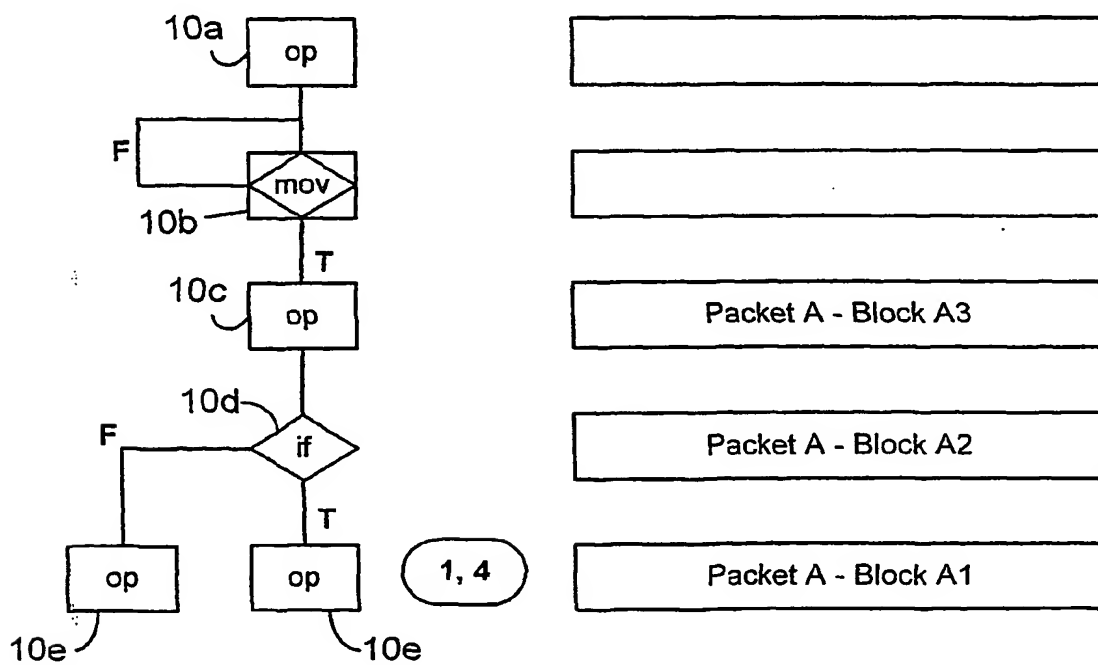 10a
op
F
mov
10b
T
10c
op
Packet A - Block A3
10d
F
if
Packet A - Block A2
T
op
op
1, 4
Packet A - Block A1
10e
10e